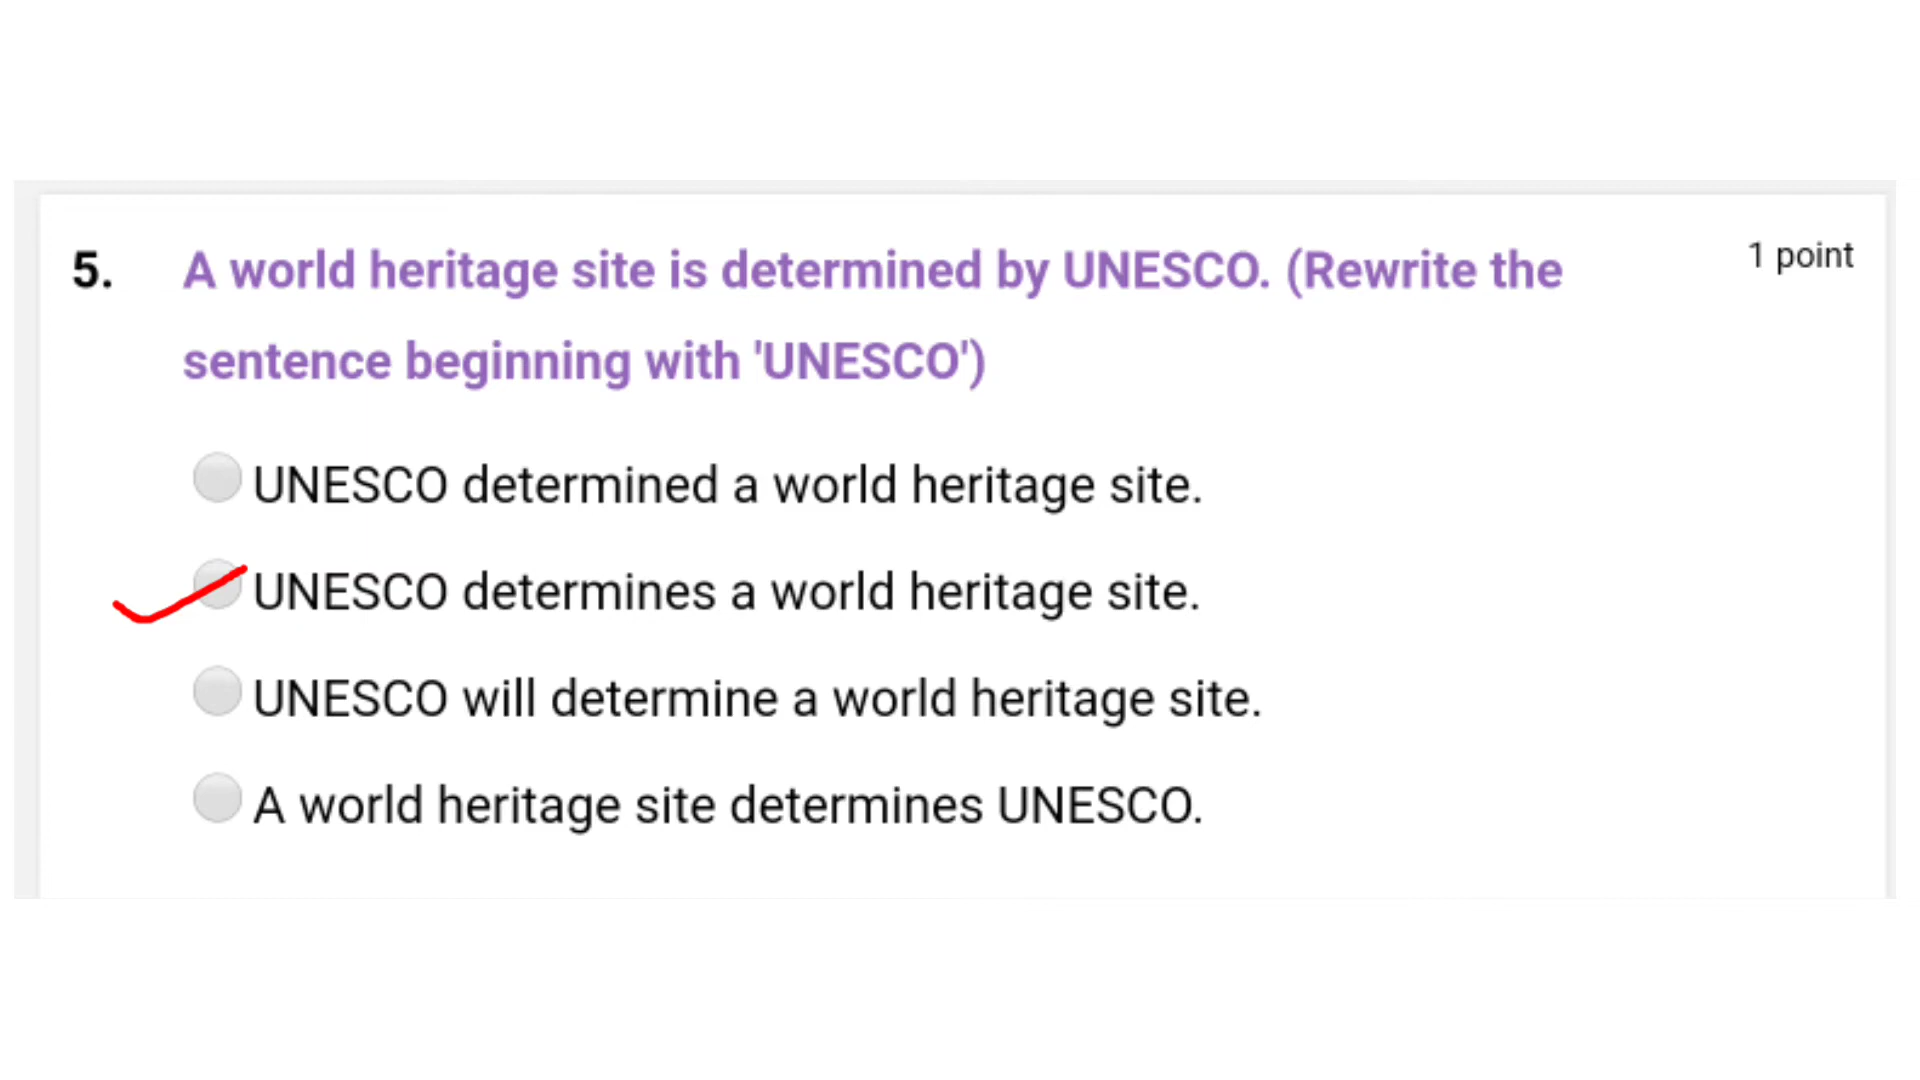 5. A world heritage site is determined by UNESCO. (Rewrite the 1 point
sentence beginning with 'UNESCO')
UNESCO determined a world heritage site.
UNESCO determines a world heritage site.
UNESCO will determine a world heritage site.
A world heritage site determines UNESCO.